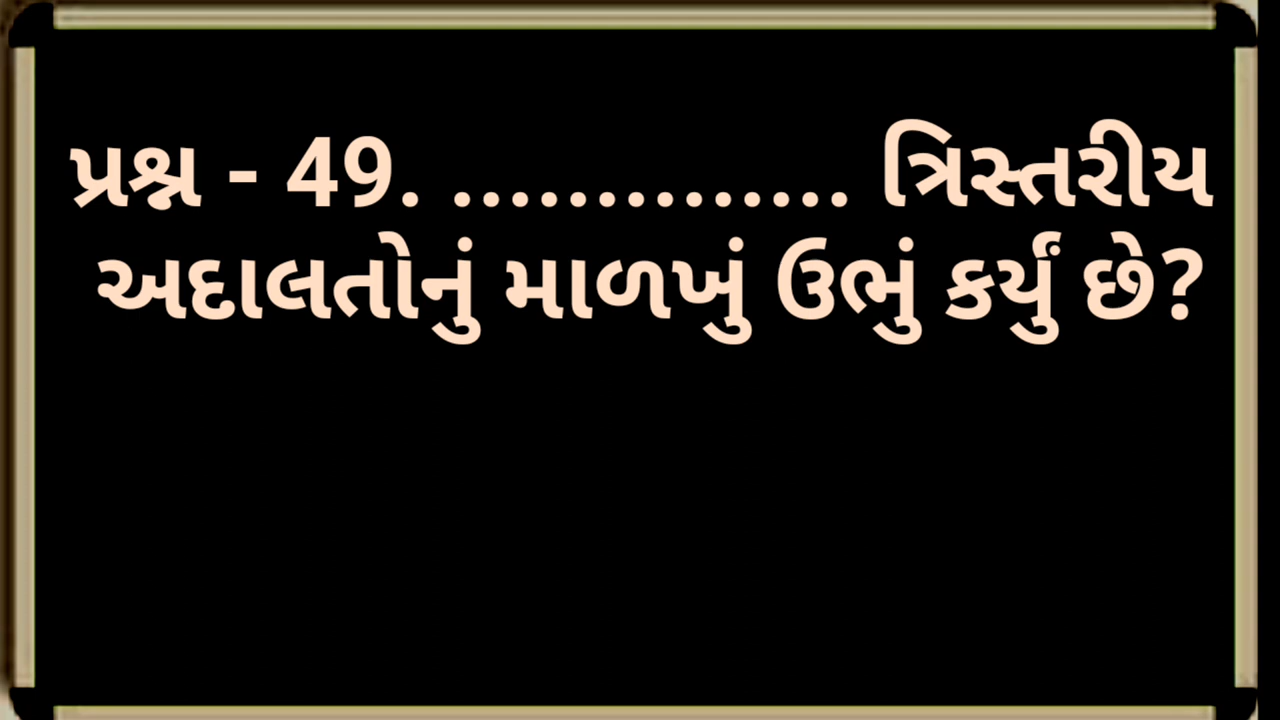 પ્રશ્ન - 49. .............. ત્રિસ્તરીય
અદાલતોનું માળખું ઉભું કર્યું છે?